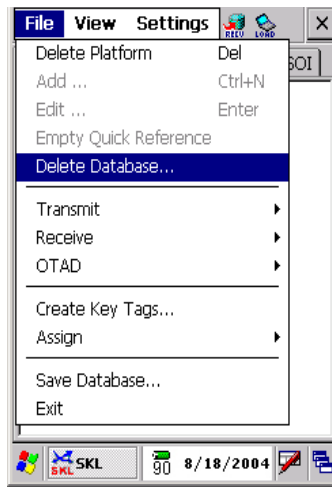 File View Settings RECV LOAD X
SOI
Delete Platform Del
Add ... Ctrl+N
Edit ... Enter
Empty Quick Reference
Delete Database...
Transmit
Receive
OTAD
Create Key Tags...
Assign
Save Database...
Exit
SKL SKL 90 8/18/2004